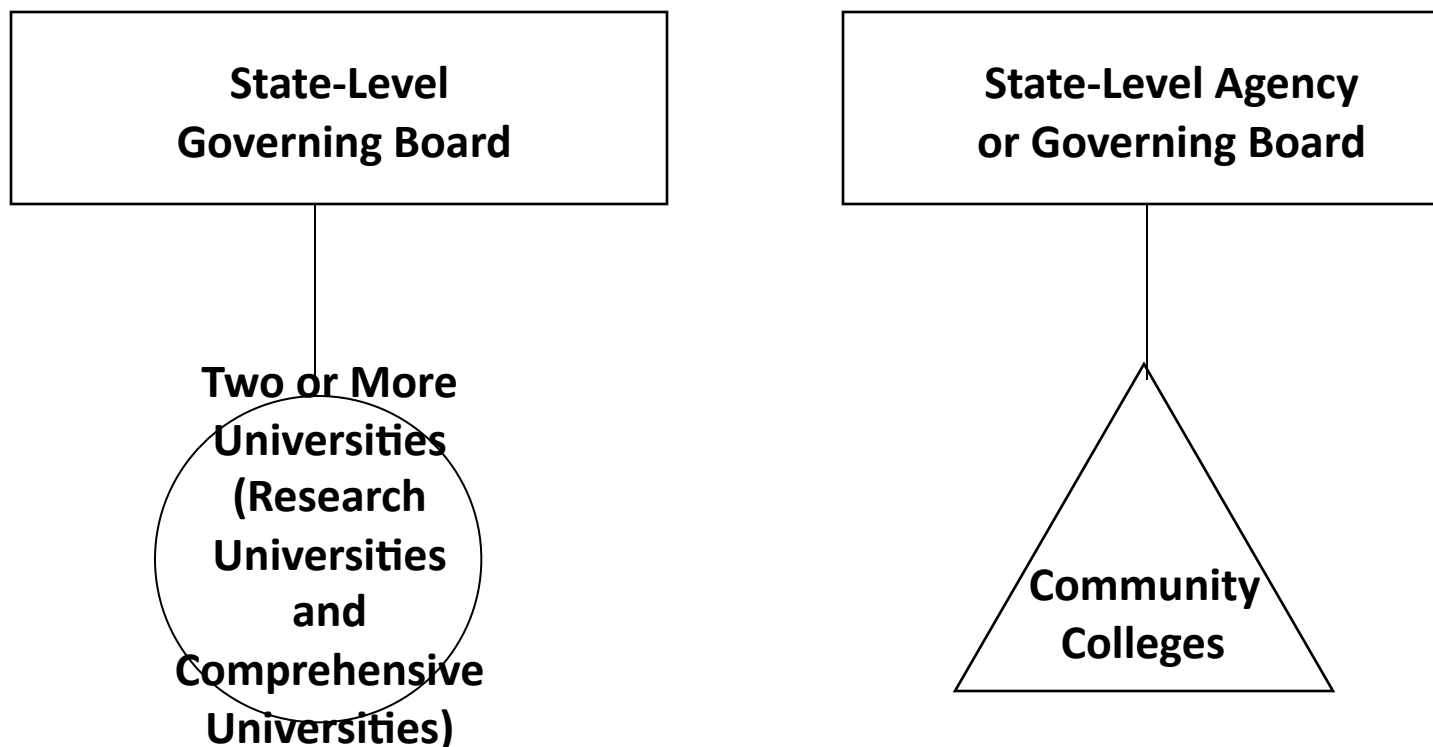 State-Level
Governing Board
State-Level Agency
or Governing Board
Two or More
Universities
(Research
Universities
and
Comprehensive
Universities)
Community
Colleges